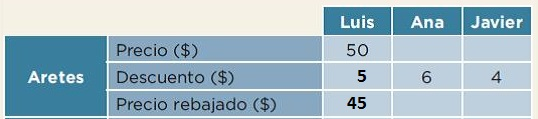 Luis Ana Javier
Precio ($) 50
Aretes Descuento ($) 5 6 4
Precio rebajado ($) 45